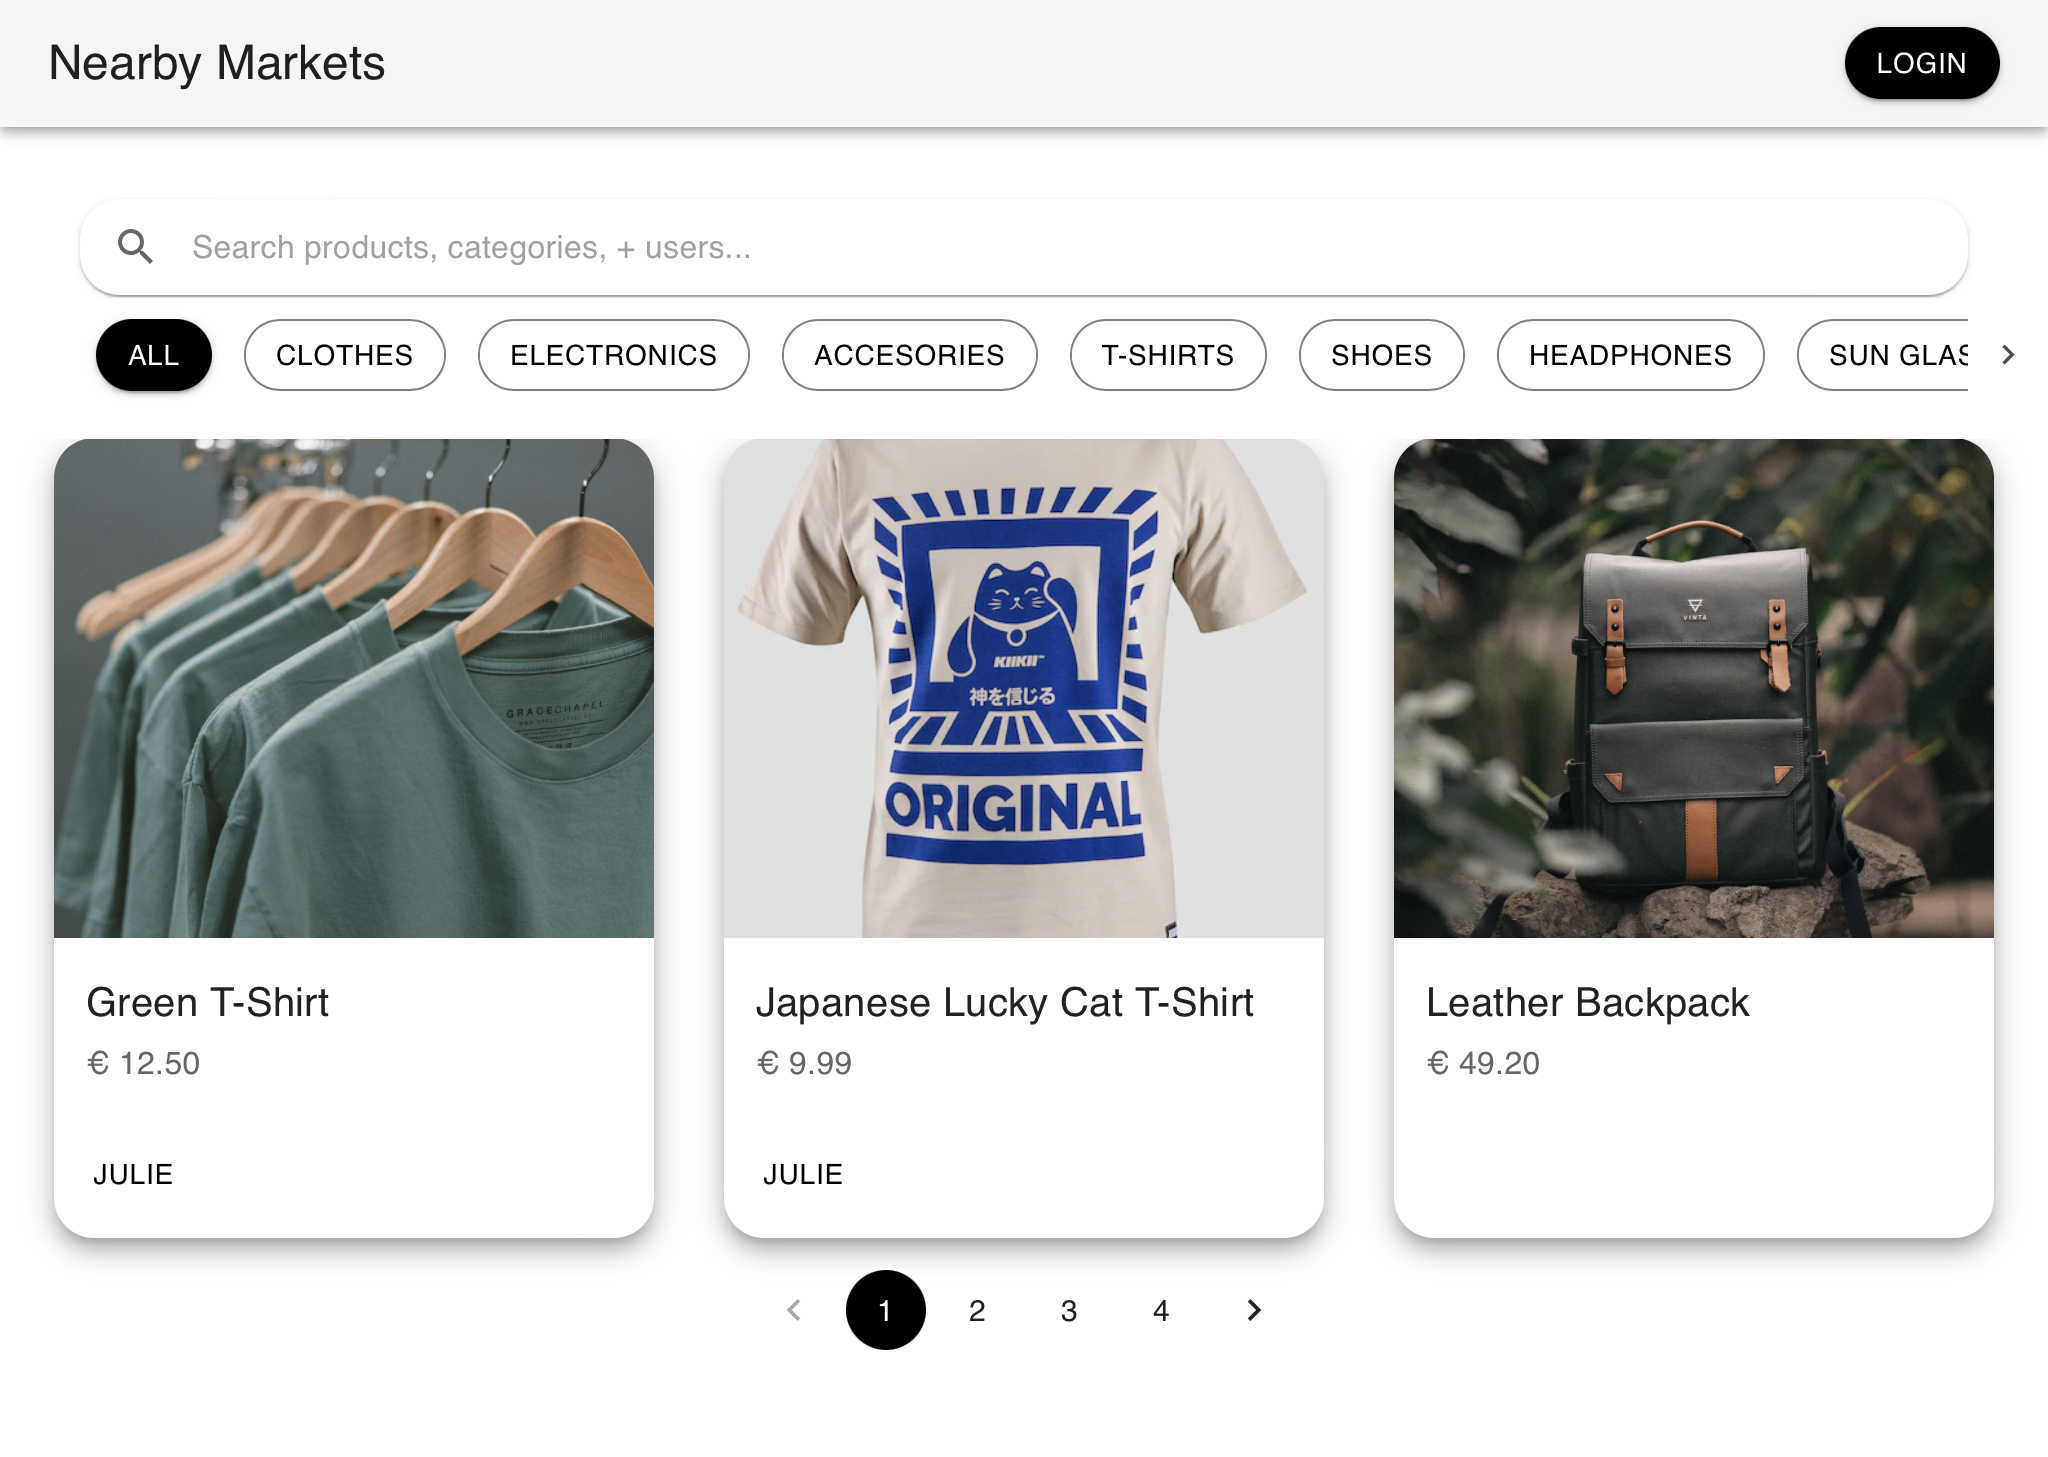 Nearby Markets
LOGIN
Search products, categories, + users...
ALL CLOTHES ELECTRONICS ACCESORIES T-SHIRTS SHOES HEADPHONES SUN GLAS
GRACECHAPEL
KIIKII™
神を信じる
ORIGINAL
VINTA
Green T-Shirt
€ 12.50
JULIE
Japanese Lucky Cat T-Shirt
€ 9.99
JULIE
Leather Backpack
€ 49.20
1 2 3 4